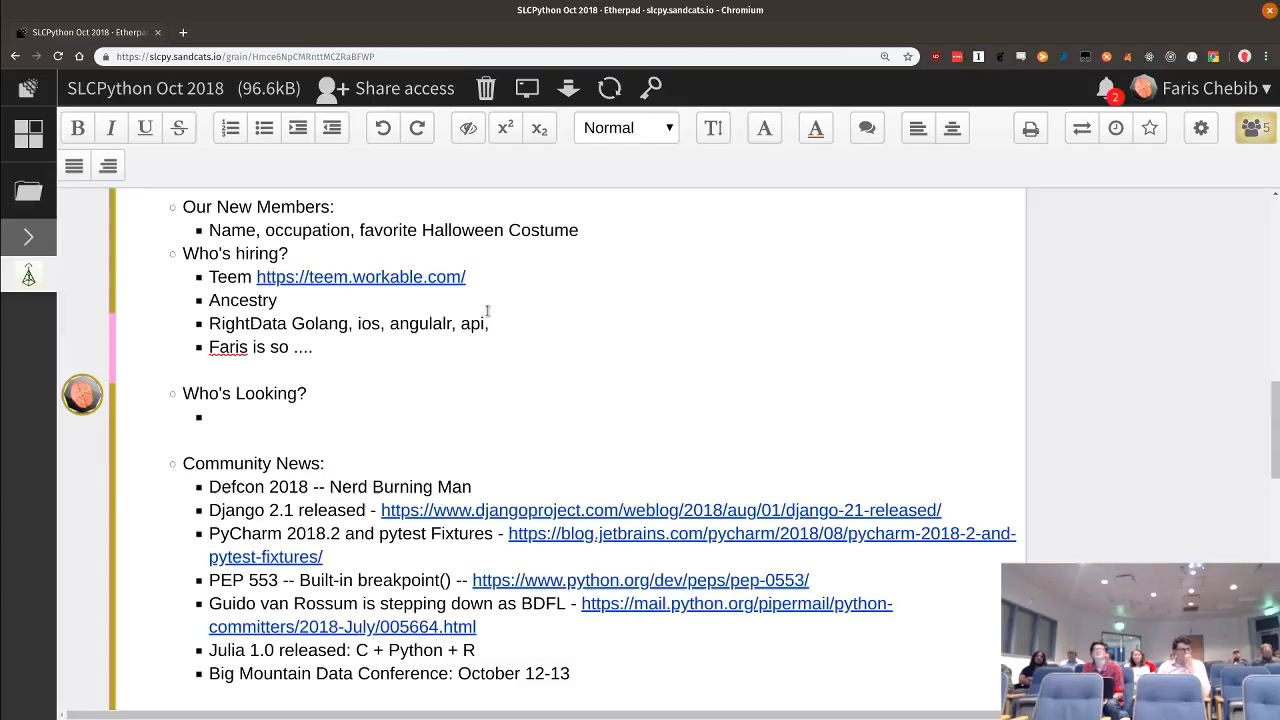 SLCPython Oct 2018 · Etherpad · slcpy.sandcats.io - Chromium
SLCPython Oct 2018 · Etherpa
https://slcpy.sandcats.io/grain/Hmce6NpCMRnttMCZRaBFWP
SLCPython Oct 2018 (96.6kB) Share access 2 Faris Chebib ▾
B I U S x² x₂ Normal A A 5
Our New Members:
Name, occupation, favorite Halloween Costume
Who's hiring?
Teem https://teem.workable.com/
Ancestry
RightData Golang, ios, angulalr, api,
Faris is so ....
Who's Looking?
Community News:
Defcon 2018 -- Nerd Burning Man
Django 2.1 released - https://www.djangoproject.com/weblog/2018/aug/01/django-21-released/
PyCharm 2018.2 and pytest Fixtures - https://blog.jetbrains.com/pycharm/2018/08/pycharm-2018-2-and-
pytest-fixtures/
PEP 553 -- Built-in breakpoint() -- https://www.python.org/dev/peps/pep-0553/
Guido van Rossum is stepping down as BDFL - https://mail.python.org/pipermail/python-
committers/2018-July/005664.html
Julia 1.0 released: C + Python + R
Big Mountain Data Conference: October 12-13